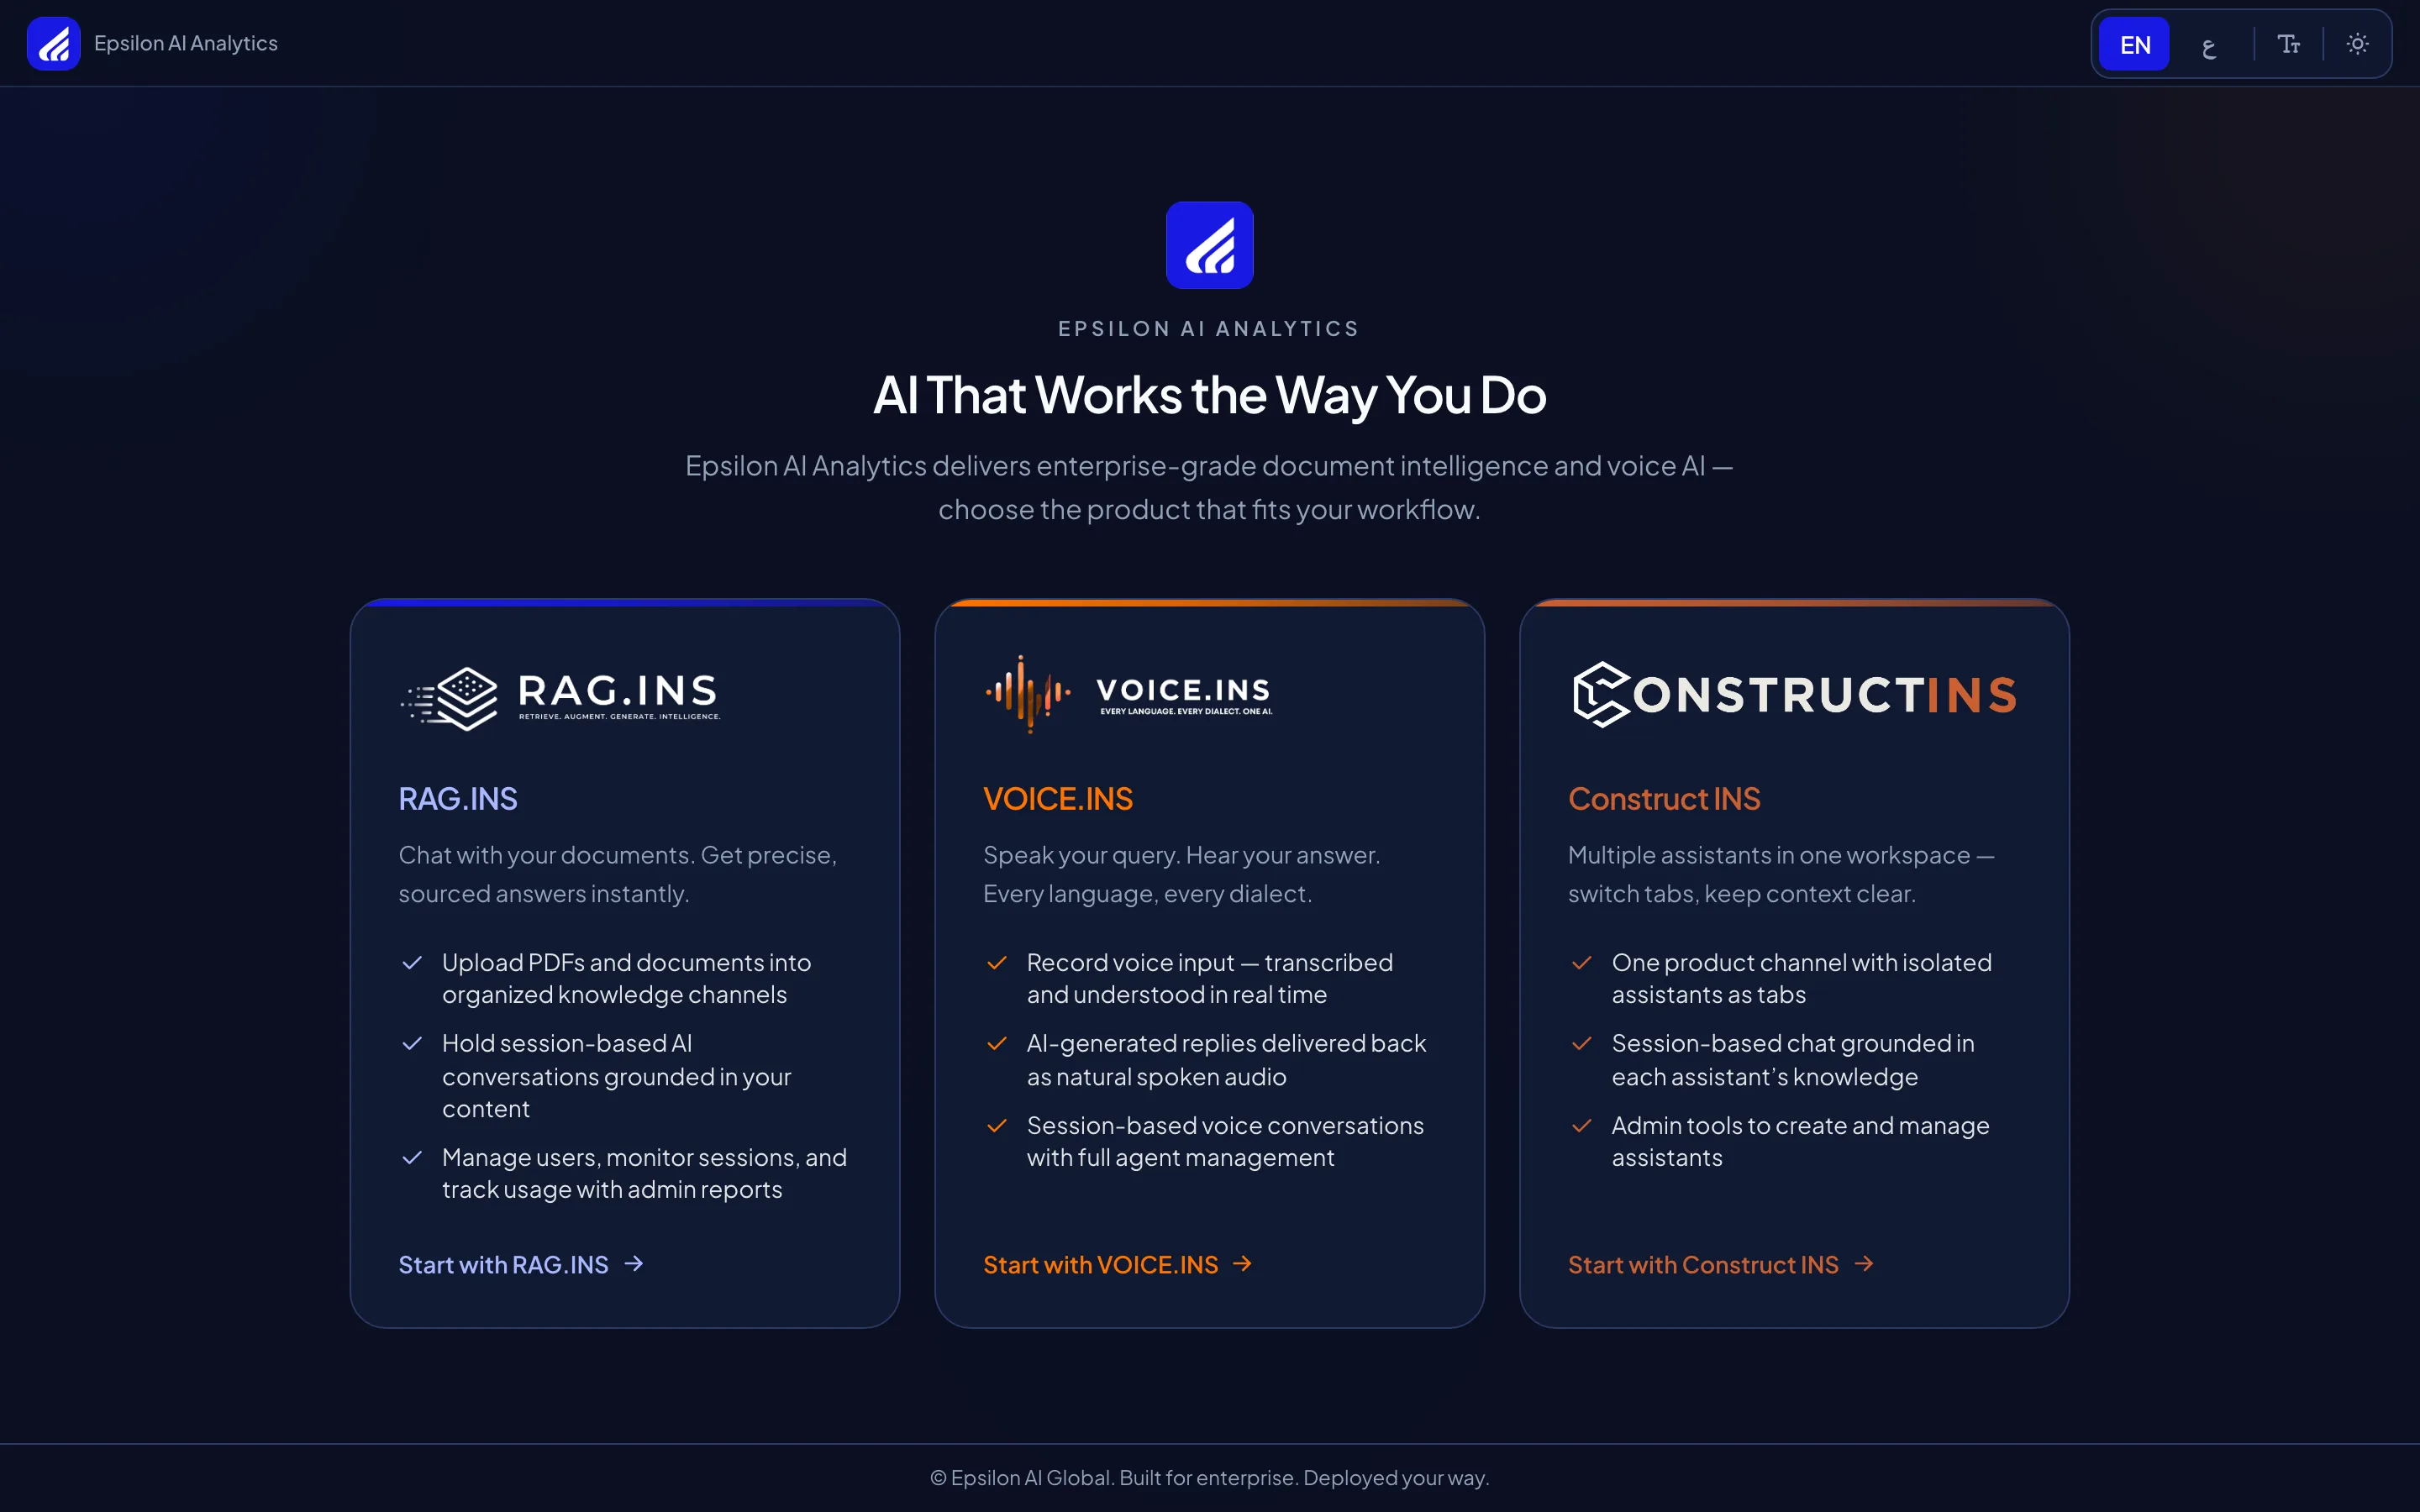 Epsilon AI Analytics
EN
ع
Tт
EPSILON AI ANALYTICS
AI That Works the Way You Do
Epsilon AI Analytics delivers enterprise-grade document intelligence and voice AI —
choose the product that fits your workflow.
RAG.INS
RETRIEVE. AUGMENT. GENERATE. INTELLIGENCE.
RAG.INS
Chat with your documents. Get precise,
sourced answers instantly.
Upload PDFs and documents into
organized knowledge channels
Hold session-based AI
conversations grounded in your
content
Manage users, monitor sessions, and
track usage with admin reports
Start with RAG.INS →
VOICE.INS
EVERY LANGUAGE. EVERY DIALECT. ONE AI.
VOICE.INS
Speak your query. Hear your answer.
Every language, every dialect.
Record voice input — transcribed
and understood in real time
AI-generated replies delivered back
as natural spoken audio
Session-based voice conversations
with full agent management
Start with VOICE.INS →
CONSTRUCTINS
Construct INS
Multiple assistants in one workspace —
switch tabs, keep context clear.
One product channel with isolated
assistants as tabs
Session-based chat grounded in
each assistant’s knowledge
Admin tools to create and manage
assistants
Start with Construct INS →
© Epsilon AI Global. Built for enterprise. Deployed your way.